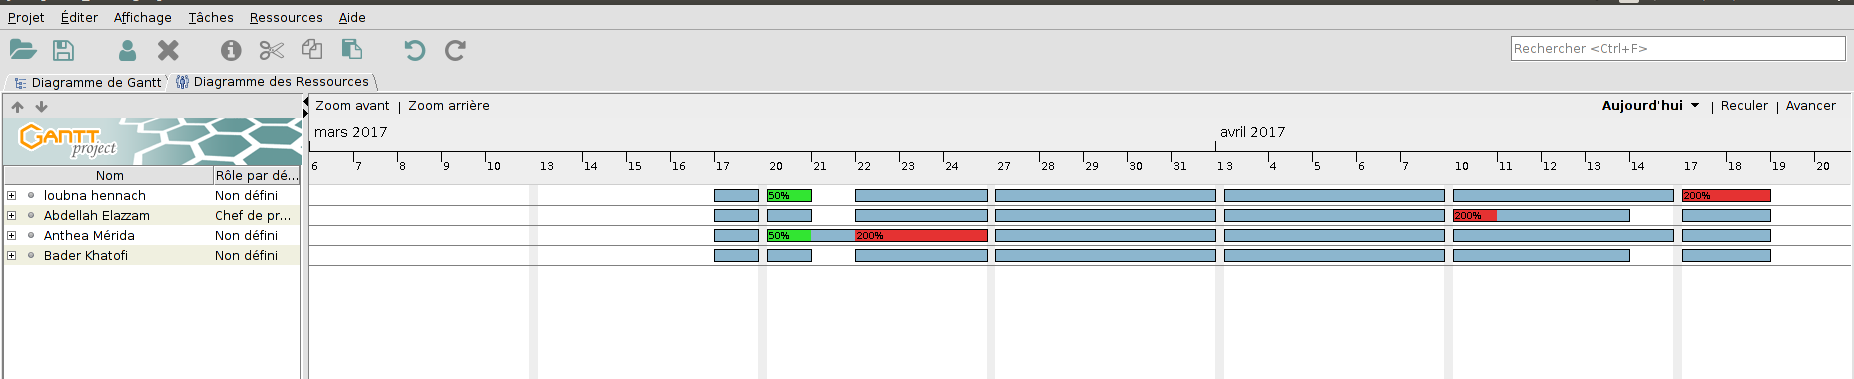 Projet Éditer Affichage Tâches Ressources Aide
Rechercher <Ctrl+F>
Diagramme de Gantt Diagramme des Ressources
Zoom avant | Zoom arrière Aujourd'hui | Reculer | Avancer
GANTT project
mars 2017 avril 2017
6 7 8 9 10 13 14 15 16 17 20 21 22 23 24 27 28 29 30 31 1 3 4 5 6 7 10 11 12 13 14 17 18 19 20
Nom Rôle par dé...
loubna hennach Non défini 50% 200%
Abdellah Elazzam Chef de pr... 200%
Anthea Mérida Non défini 50% 200%
Bader Khatofi Non défini